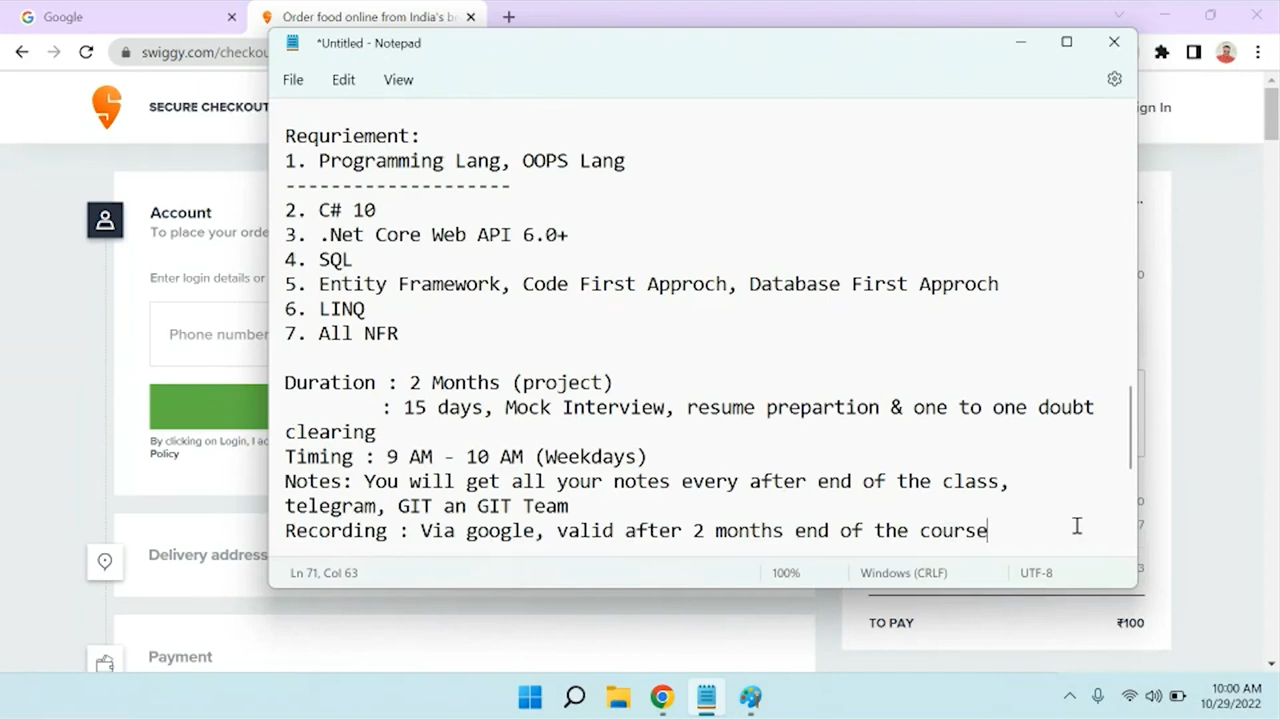 Google
Order food online from India's b
swiggy.com/checkou
*Untitled - Notepad
File Edit View
SECURE CHECKOUT
gn In
Requriement:
1. Programming Lang, OOPS Lang
--------------------
2. C# 10
3. .Net Core Web API 6.0+
4. SQL
5. Entity Framework, Code First Approch, Database First Approch
6. LINQ
7. All NFR
Duration : 2 Months (project)
: 15 days, Mock Interview, resume prepartion & one to one doubt
clearing
Timing : 9 AM - 10 AM (Weekdays)
Notes: You will get all your notes every after end of the class,
telegram, GIT an GIT Team
Recording : Via google, valid after 2 months end of the course
Ln 71, Col 63
100%
Windows (CRLF)
UTF-8
Account
To place your orde
Enter login details or
Phone number
By clicking on Login, I ac
Policy
Delivery address
Payment
TO PAY ₹100
10:00 AM
10/29/2022